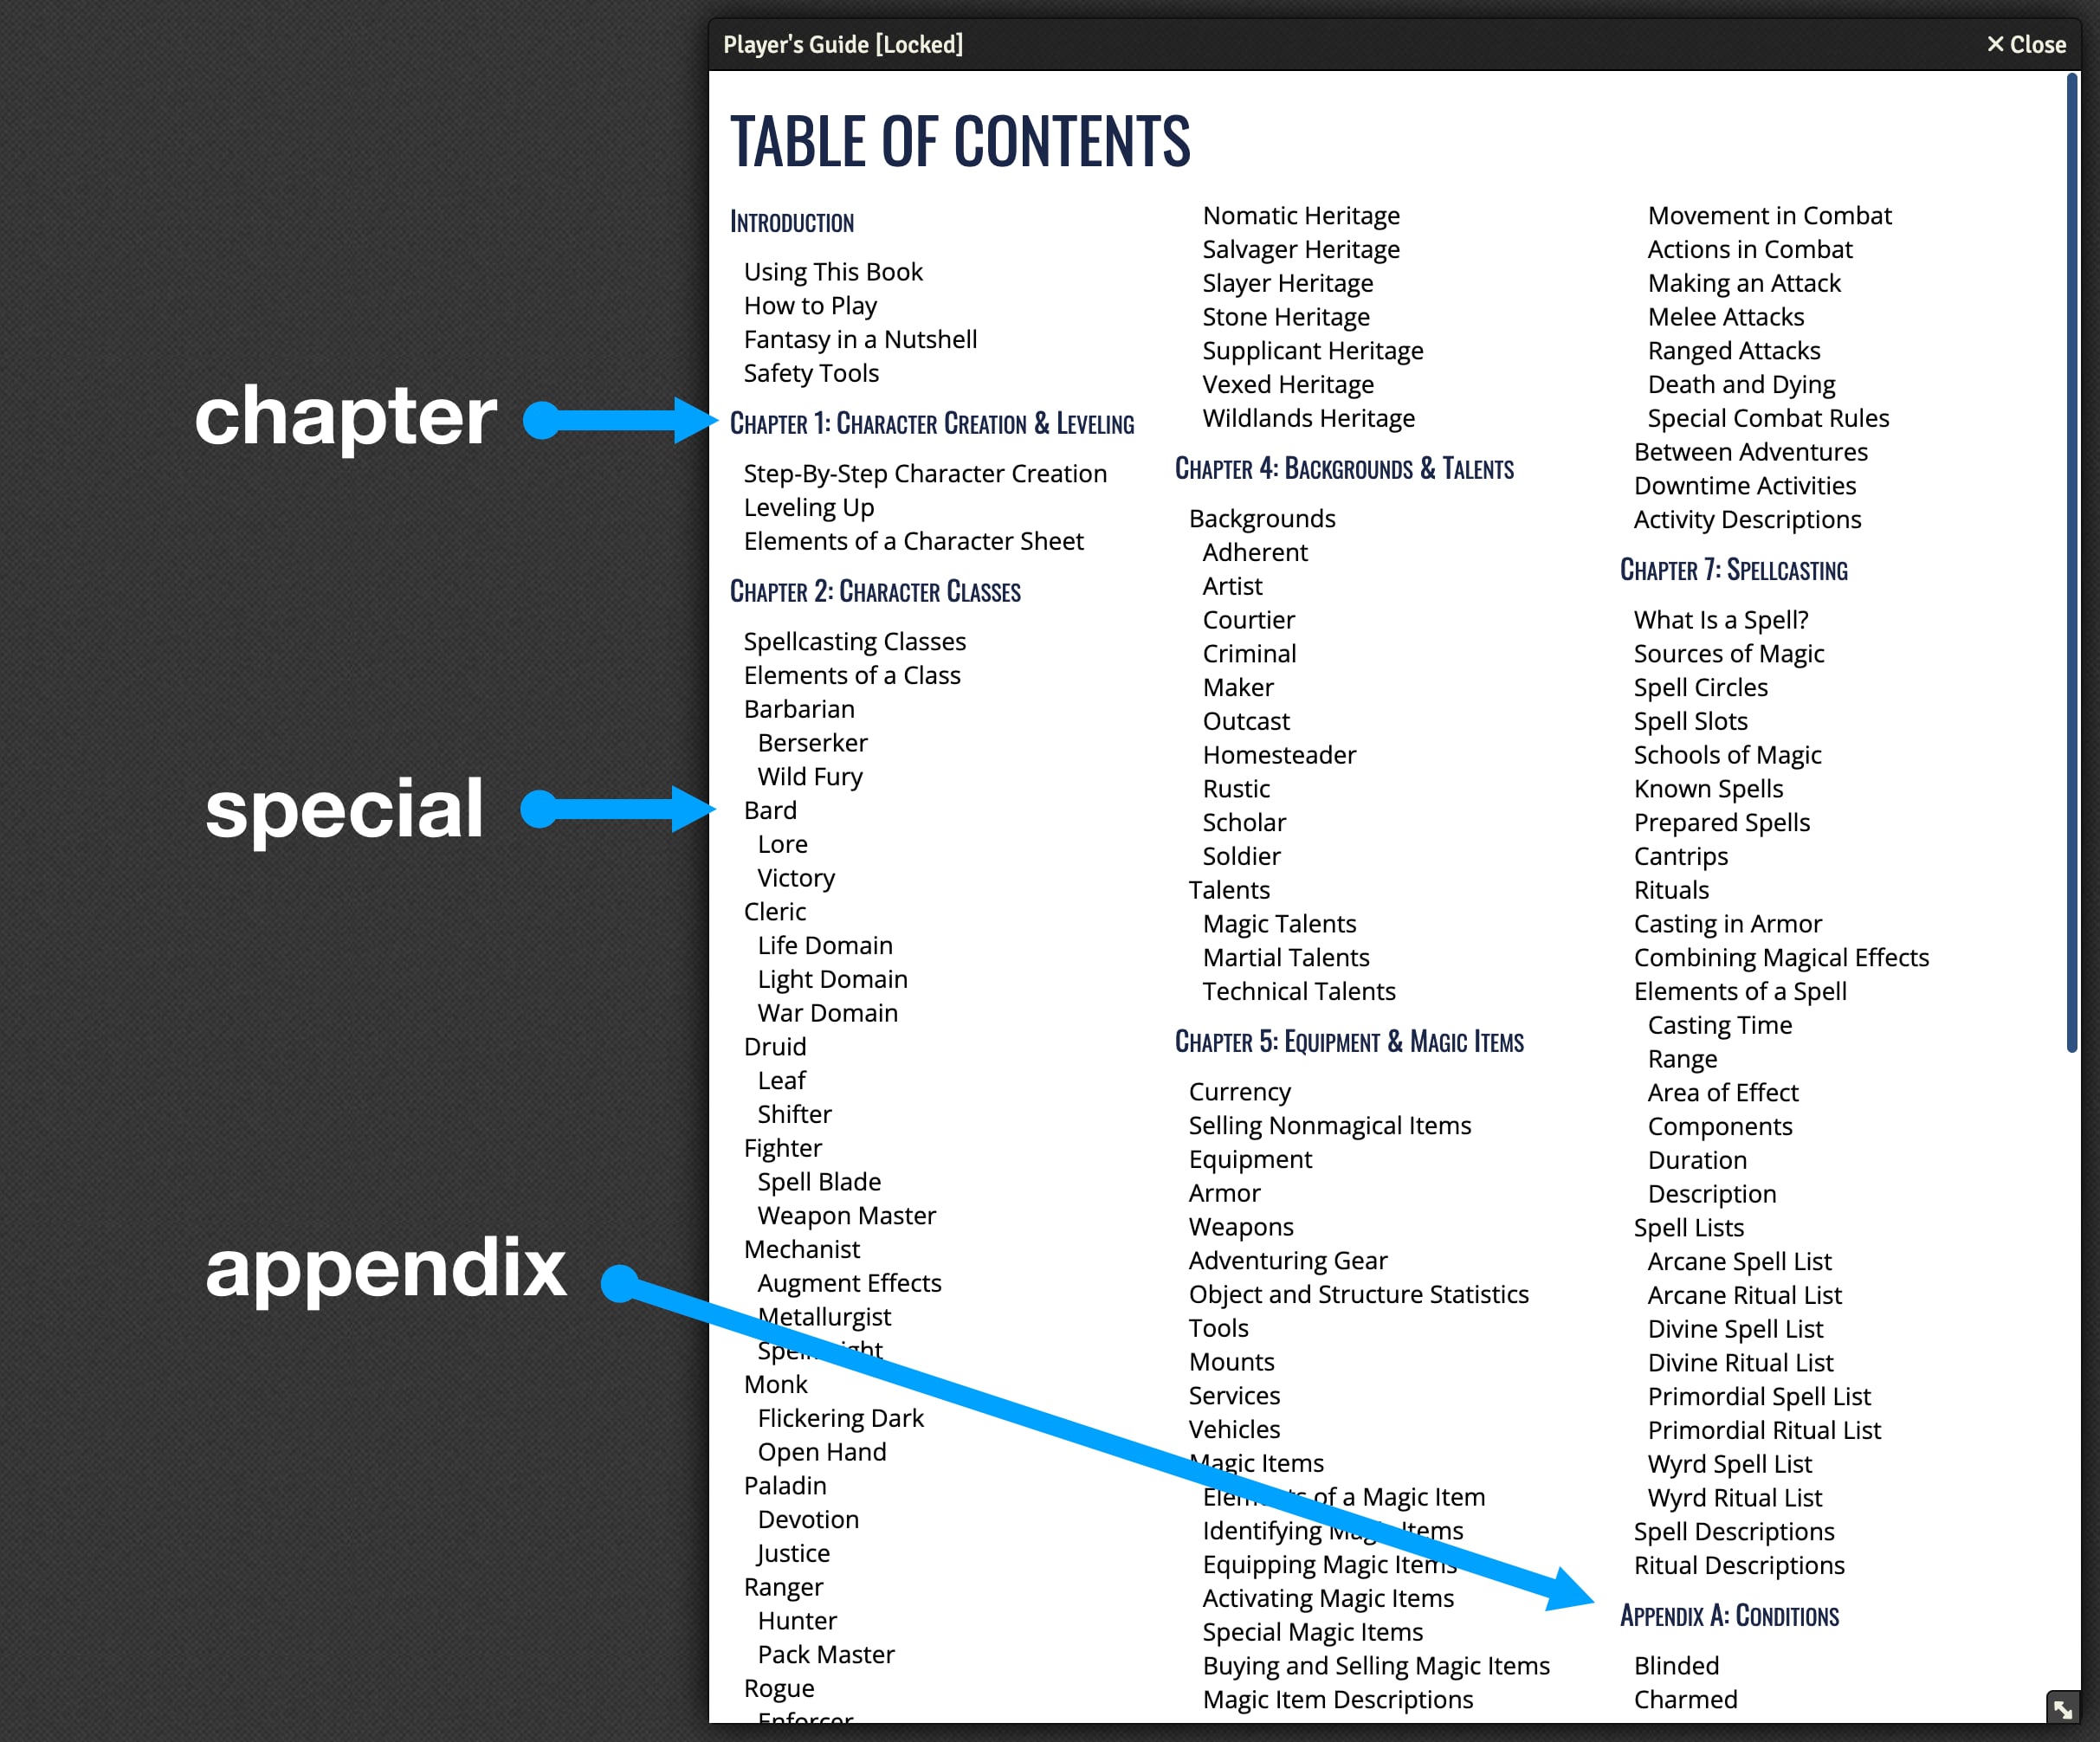 Player's Guide [Locked]
✕ Close
TABLE OF CONTENTS
INTRODUCTION
Using This Book
How to Play
Fantasy in a Nutshell
Safety Tools
chapter
CHAPTER 1: CHARACTER CREATION & LEVELING
Step-By-Step Character Creation
Leveling Up
Elements of a Character Sheet
CHAPTER 2: CHARACTER CLASSES
Spellcasting Classes
Elements of a Class
Barbarian
Berserker
Wild Fury
special
Bard
Lore
Victory
Cleric
Life Domain
Light Domain
War Domain
Druid
Leaf
Shifter
Fighter
Spell Blade
Weapon Master
Mechanist
appendix
Augment Effects
Metallurgist
Monk
Flickering Dark
Open Hand
Paladin
Devotion
Justice
Ranger
Hunter
Pack Master
Rogue
Enforcer
Nomatic Heritage
Salvager Heritage
Slayer Heritage
Stone Heritage
Supplicant Heritage
Vexed Heritage
Wildlands Heritage
CHAPTER 4: BACKGROUNDS & TALENTS
Backgrounds
Adherent
Artist
Courtier
Criminal
Maker
Outcast
Homesteader
Rustic
Scholar
Soldier
Talents
Magic Talents
Martial Talents
Technical Talents
CHAPTER 5: EQUIPMENT & MAGIC ITEMS
Currency
Selling Nonmagical Items
Equipment
Armor
Weapons
Adventuring Gear
Object and Structure Statistics
Tools
Mounts
Services
Vehicles
Magic Items
Elements of a Magic Item
Identifying Magic Items
Equipping Magic Items
Activating Magic Items
Special Magic Items
Buying and Selling Magic Items
Magic Item Descriptions
Movement in Combat
Actions in Combat
Making an Attack
Melee Attacks
Ranged Attacks
Death and Dying
Special Combat Rules
Between Adventures
Downtime Activities
Activity Descriptions
CHAPTER 7: SPELLCASTING
What Is a Spell?
Sources of Magic
Spell Circles
Spell Slots
Schools of Magic
Known Spells
Prepared Spells
Cantrips
Rituals
Casting in Armor
Combining Magical Effects
Elements of a Spell
Casting Time
Range
Area of Effect
Components
Duration
Description
Spell Lists
Arcane Spell List
Arcane Ritual List
Divine Spell List
Divine Ritual List
Primordial Spell List
Primordial Ritual List
Wyrd Spell List
Wyrd Ritual List
Spell Descriptions
Ritual Descriptions
APPENDIX A: CONDITIONS
Blinded
Charmed